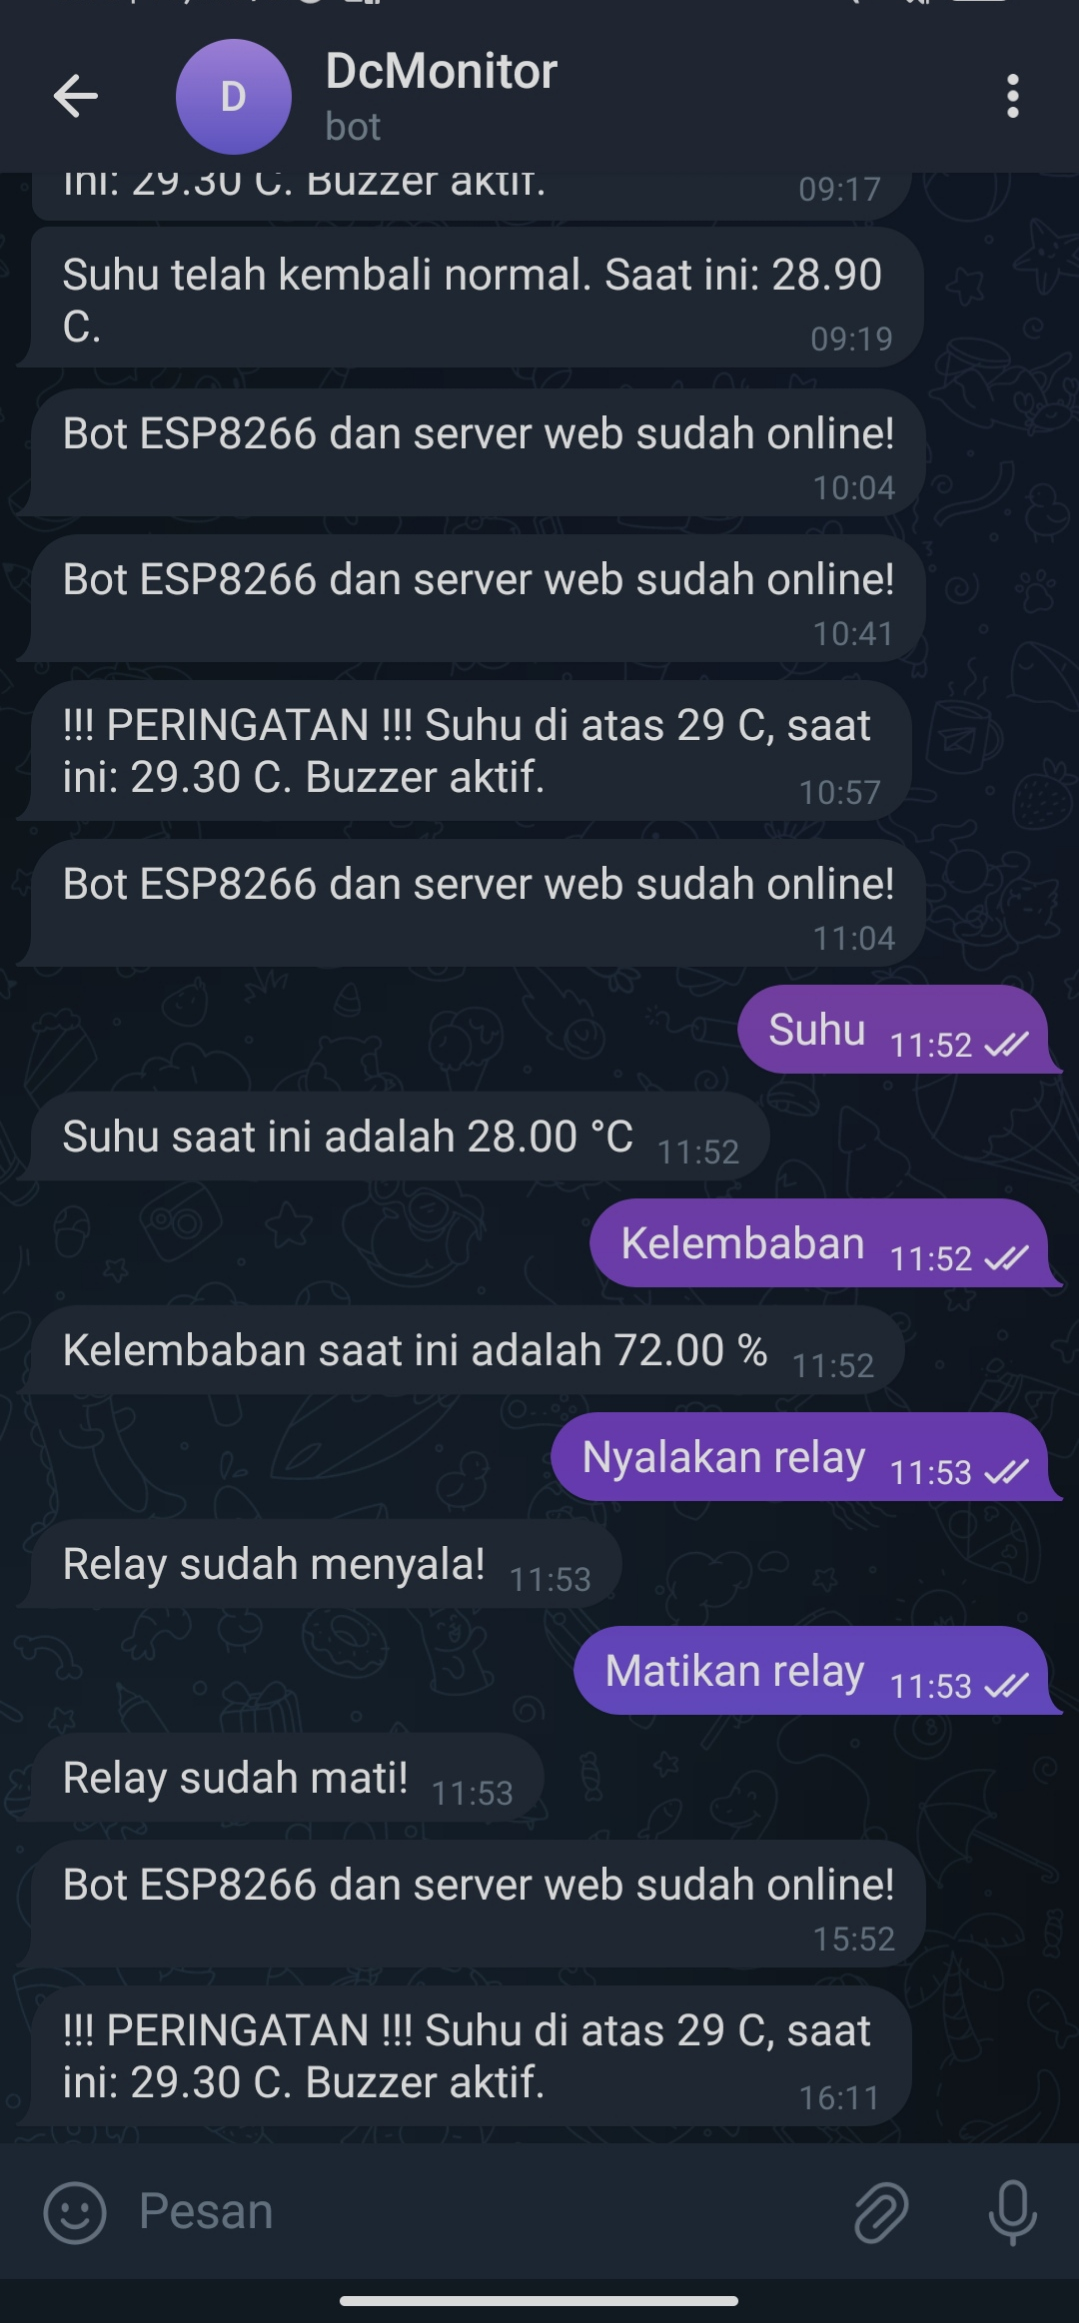 DcMonitor
D
bot
ini: 29.30 C. Buzzer aktif.
09:17
Suhu telah kembali normal. Saat ini: 28.90
C.
09:19
Bot ESP8266 dan server web sudah online!
10:04
Bot ESP8266 dan server web sudah online!
10:41
!!! PERINGATAN !!! Suhu di atas 29 C, saat
ini: 29.30 C. Buzzer aktif.
10:57
Bot ESP8266 dan server web sudah online!
11:04
Suhu 11:52
Suhu saat ini adalah 28.00 °C 11:52
Kelembaban 11:52
Kelembaban saat ini adalah 72.00 % 11:52
Nyalakan relay 11:53
Relay sudah menyala! 11:53
Matikan relay 11:53
Relay sudah mati! 11:53
Bot ESP8266 dan server web sudah online!
15:52
!!! PERINGATAN !!! Suhu di atas 29 C, saat
ini: 29.30 C. Buzzer aktif.
16:11
Pesan